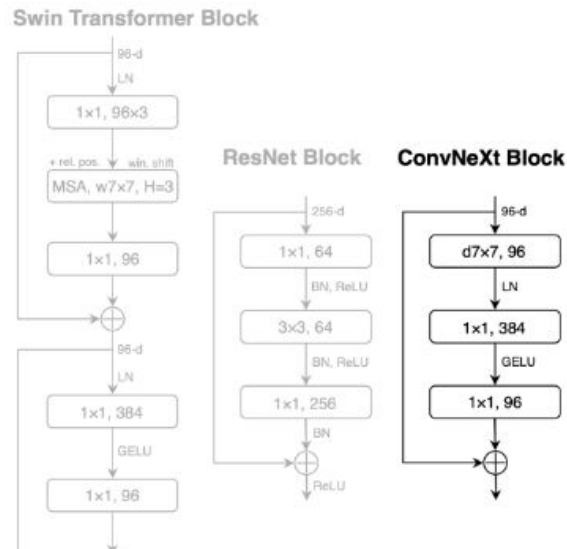 Swin Transformer Block
96-d
LN
1×1, 96×3
+ rel. pos. win. shift
MSA, w7×7, H=3
1×1, 96
96-d
LN
1×1, 384
GELU
1×1, 96
ResNet Block
256-d
1×1, 64
BN, ReLU
3×3, 64
BN, ReLU
1×1, 256
BN
ReLU
ConvNeXt Block
96-d
d7×7, 96
LN
1×1, 384
GELU
1×1, 96